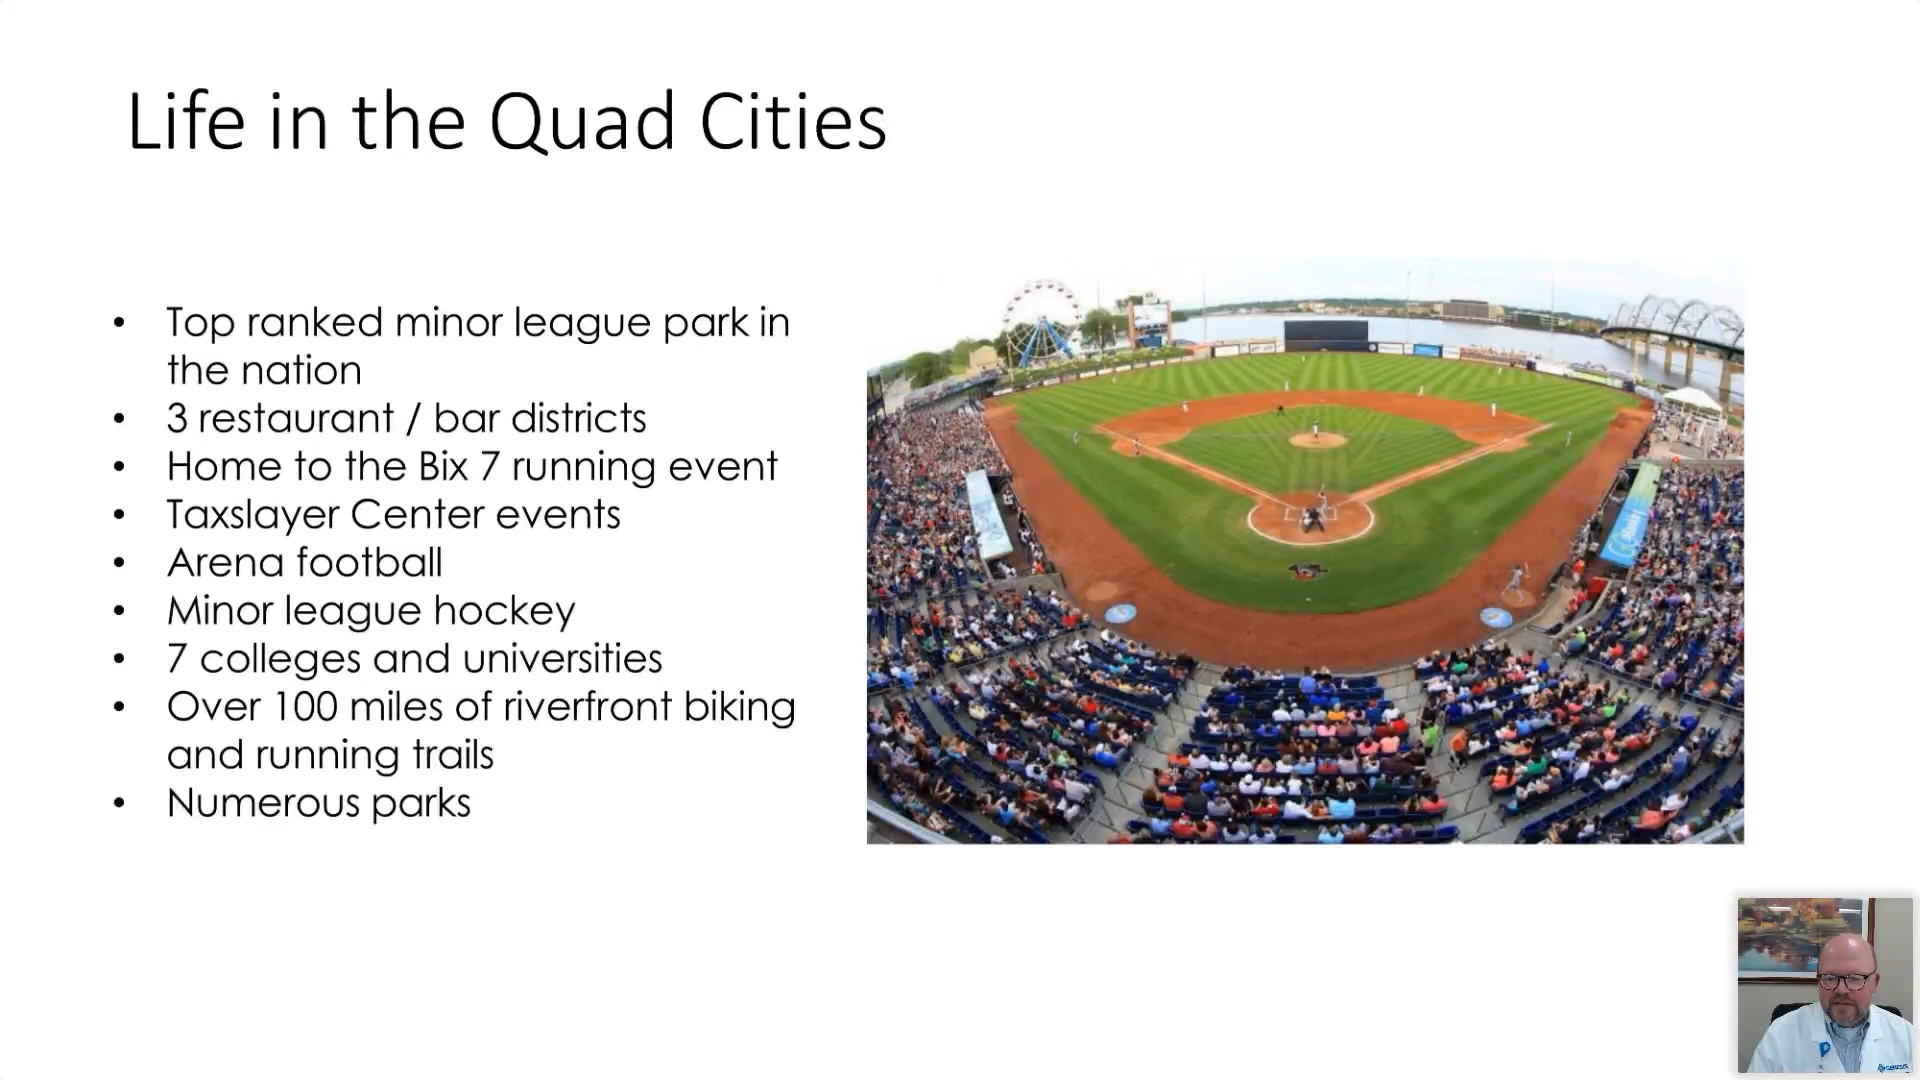 Life in the Quad Cities
• Top ranked minor league park in
the nation
• 3 restaurant / bar districts
• Home to the Bix 7 running event
• Taxslayer Center events
• Arena football
• Minor league hockey
• 7 colleges and universities
• Over 100 miles of riverfront biking
and running trails
• Numerous parks
GENESIS